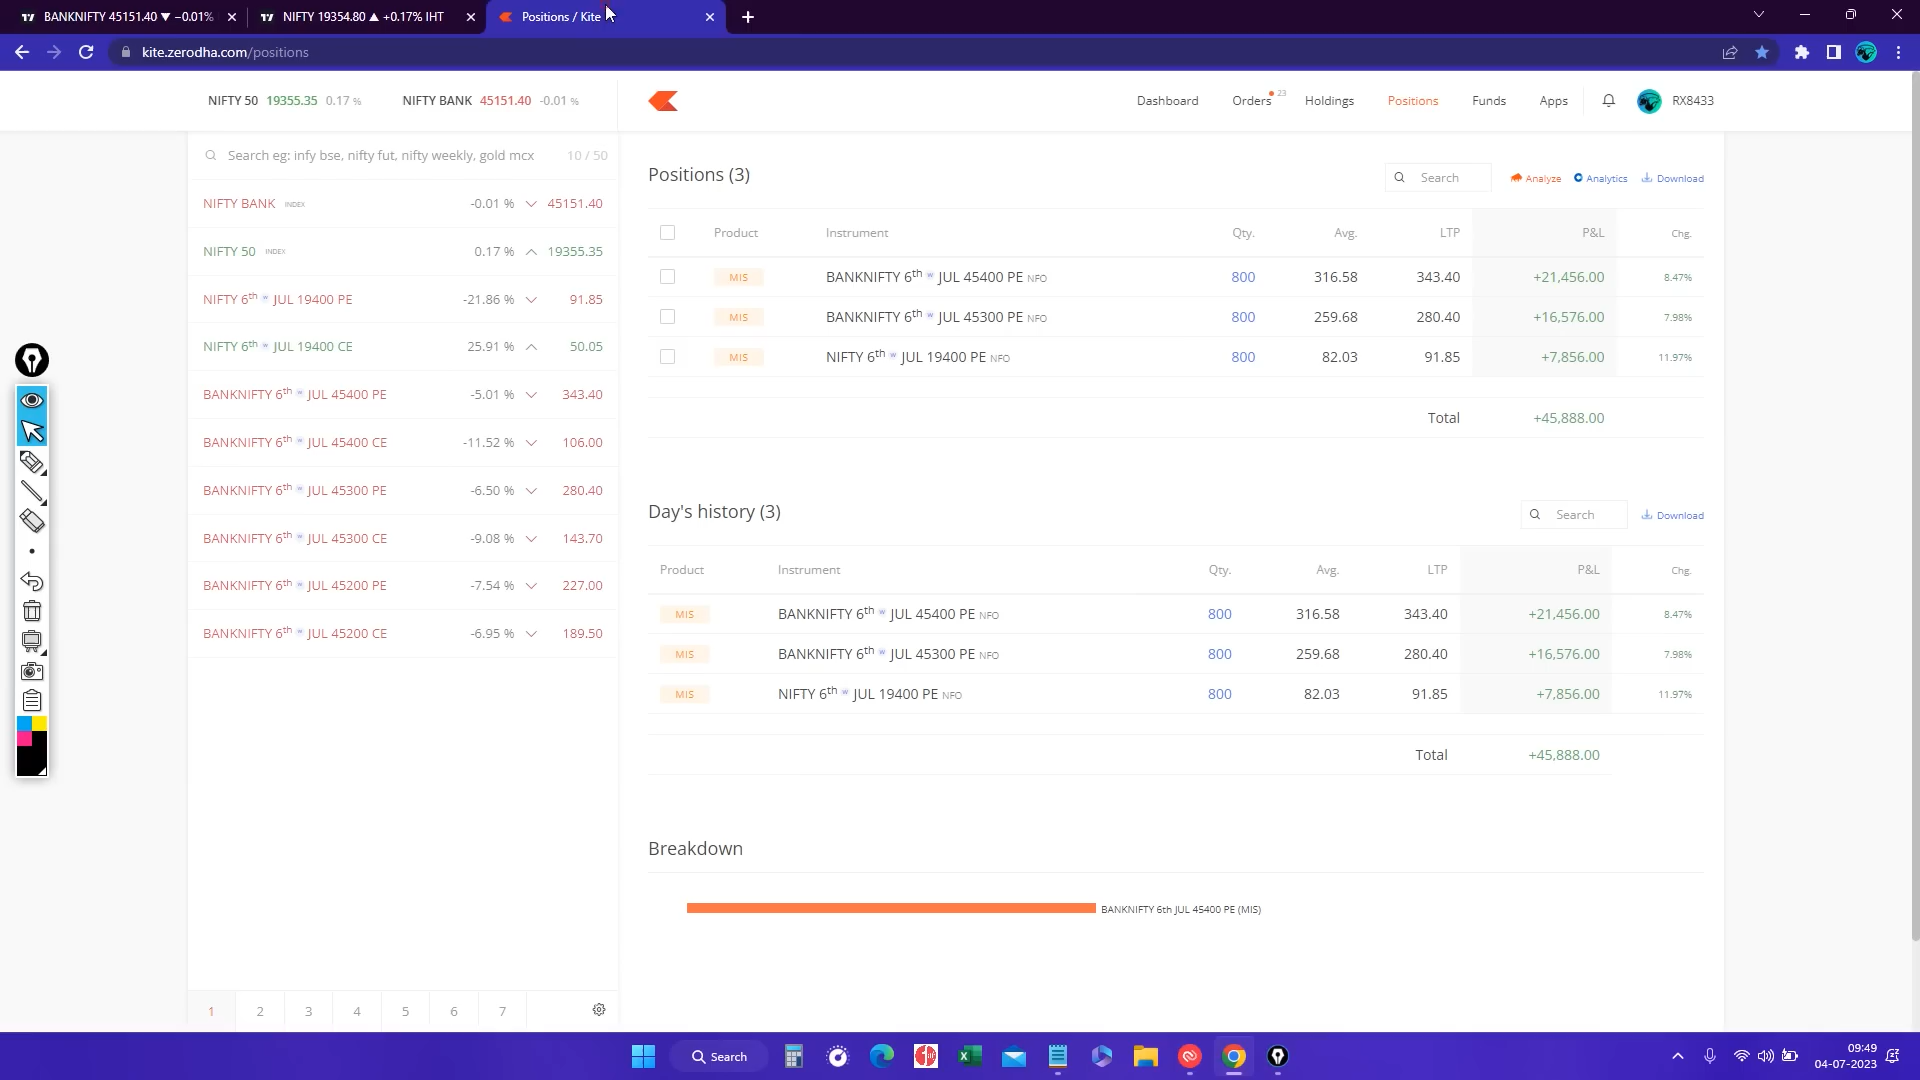 BANKNIFTY 45151.40 ▼ −0.01%
NIFTY 19354.80 ▲ +0.17% IHT
Positions / Kite
kite.zerodha.com/positions
NIFTY 50 19355.35 0.17 %
NIFTY BANK 45151.40 -0.01 %
Dashboard
Orders 23
Holdings
Positions
Funds
Apps
RX8433
Search eg: infy bse, nifty fut, nifty weekly, gold mcx 10 / 50
NIFTY BANK INDEX -0.01 % 45151.40
NIFTY 50 INDEX 0.17 % 19355.35
NIFTY 6th w JUL 19400 PE -21.86 % 91.85
NIFTY 6th w JUL 19400 CE 25.91 % 50.05
BANKNIFTY 6th w JUL 45400 PE -5.01 % 343.40
BANKNIFTY 6th w JUL 45400 CE -11.52 % 106.00
BANKNIFTY 6th w JUL 45300 PE -6.50 % 280.40
BANKNIFTY 6th w JUL 45300 CE -9.08 % 143.70
BANKNIFTY 6th w JUL 45200 PE -7.54 % 227.00
BANKNIFTY 6th w JUL 45200 CE -6.95 % 189.50
1 2 3 4 5 6 7
Positions (3)
Search Analyze Analytics Download
Product Instrument Qty. Avg. LTP P&L Chg.
MIS BANKNIFTY 6th w JUL 45400 PE NFO 800 316.58 343.40 +21,456.00 8.47%
MIS BANKNIFTY 6th w JUL 45300 PE NFO 800 259.68 280.40 +16,576.00 7.98%
MIS NIFTY 6th w JUL 19400 PE NFO 800 82.03 91.85 +7,856.00 11.97%
Total +45,888.00
Day's history (3)
Search Download
Product Instrument Qty. Avg. LTP P&L Chg.
MIS BANKNIFTY 6th w JUL 45400 PE NFO 800 316.58 343.40 +21,456.00 8.47%
MIS BANKNIFTY 6th w JUL 45300 PE NFO 800 259.68 280.40 +16,576.00 7.98%
MIS NIFTY 6th w JUL 19400 PE NFO 800 82.03 91.85 +7,856.00 11.97%
Total +45,888.00
Breakdown
BANKNIFTY 6th JUL 45400 PE (MIS)
Search
09:49
04-07-2023